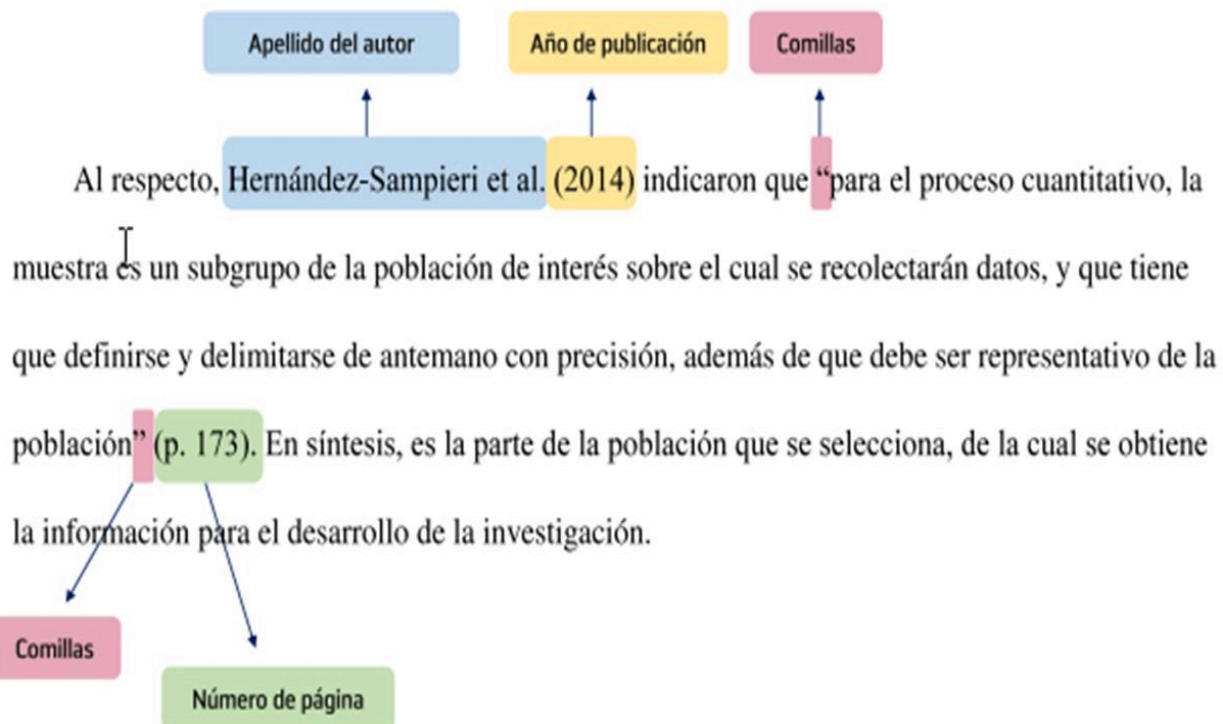 Apellido del autor
Año de publicación
Comillas
Al respecto, Hernández-Sampieri et al. (2014) indicaron que “para el proceso cuantitativo, la
muestra es un subgrupo de la población de interés sobre el cual se recolectarán datos, y que tiene
que definirse y delimitarse de antemano con precisión, además de que debe ser representativo de la
población” (p. 173). En síntesis, es la parte de la población que se selecciona, de la cual se obtiene
la información para el desarrollo de la investigación.
Comillas
Número de página